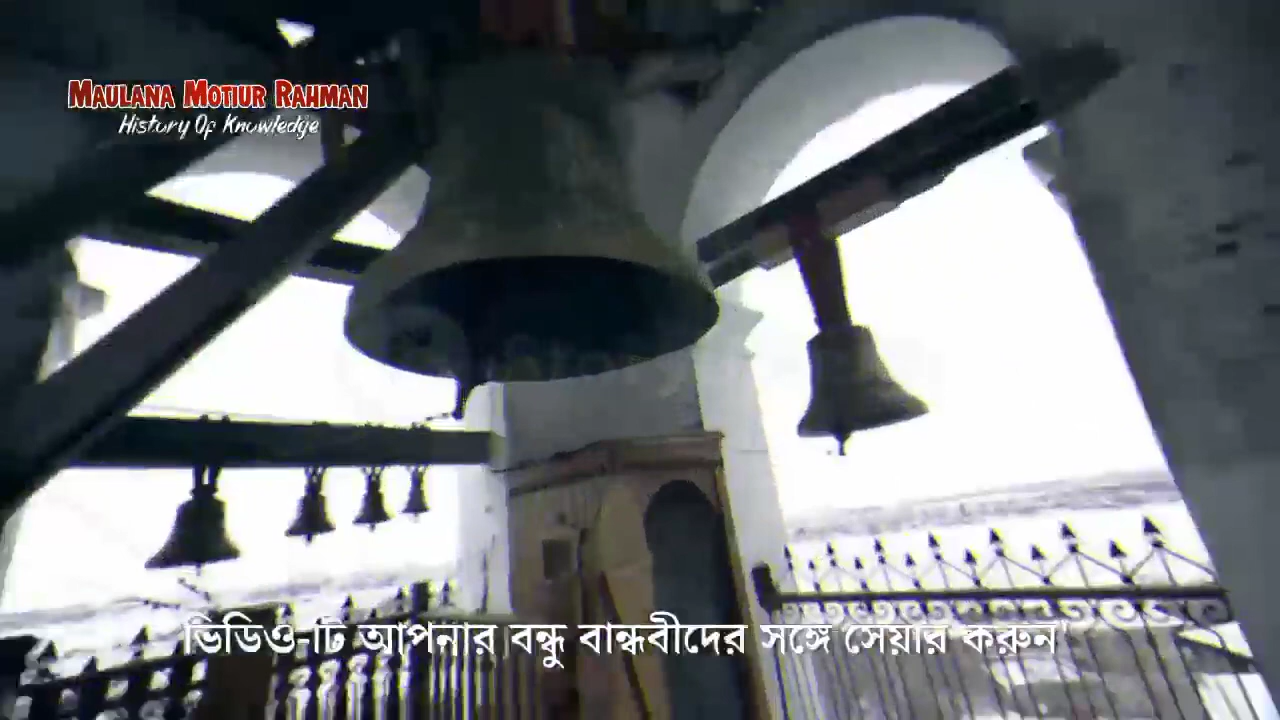 MAULANA MOTIUR RAHMAN
History Of Knowledge
ভিডিও-টি আপনার বন্ধু বান্ধবীদের সঙ্গে সেয়ার করুন